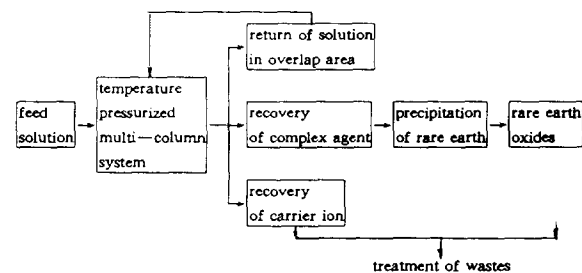 return of solution
in overlap area
temperature
pressurized
multi-column
system
feed
solution
recovery
of complex agent
precipitation
of rare earth
rare earth
oxides
recovery
of carrier ion
treatment of wastes